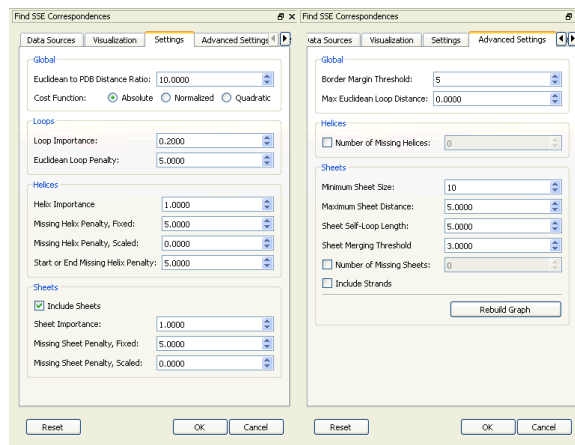 Find SSE Correspondences
Data Sources Visualization Settings Advanced Settings
Global
Euclidean to PDB Distance Ratio: 10.0000
Cost Function: Absolute Normalized Quadratic
Loops
Loop Importance: 0.2000
Euclidean Loop Penalty: 5.0000
Helices
Helix Importance 1.0000
Missing Helix Penalty, Fixed: 5.0000
Missing Helix Penalty, Scaled: 0.0000
Start or End Missing Helix Penalty: 5.0000
Sheets
Include Sheets
Sheet Importance: 1.0000
Missing Sheet Penalty, Fixed: 5.0000
Missing Sheet Penalty, Scaled: 0.0000
Reset OK Cancel
Find SSE Correspondences
ata Sources Visualization Settings Advanced Settings
Global
Border Margin Threshold: 5
Max Euclidean Loop Distance: 0.0000
Helices
Number of Missing Helices: 0
Sheets
Minimum Sheet Size: 10
Maximum Sheet Distance: 5.0000
Sheet Self-Loop Length: 5.0000
Sheet Merging Threshold 3.0000
Number of Missing Sheets: 0
Include Strands
Rebuild Graph
Reset OK Cancel